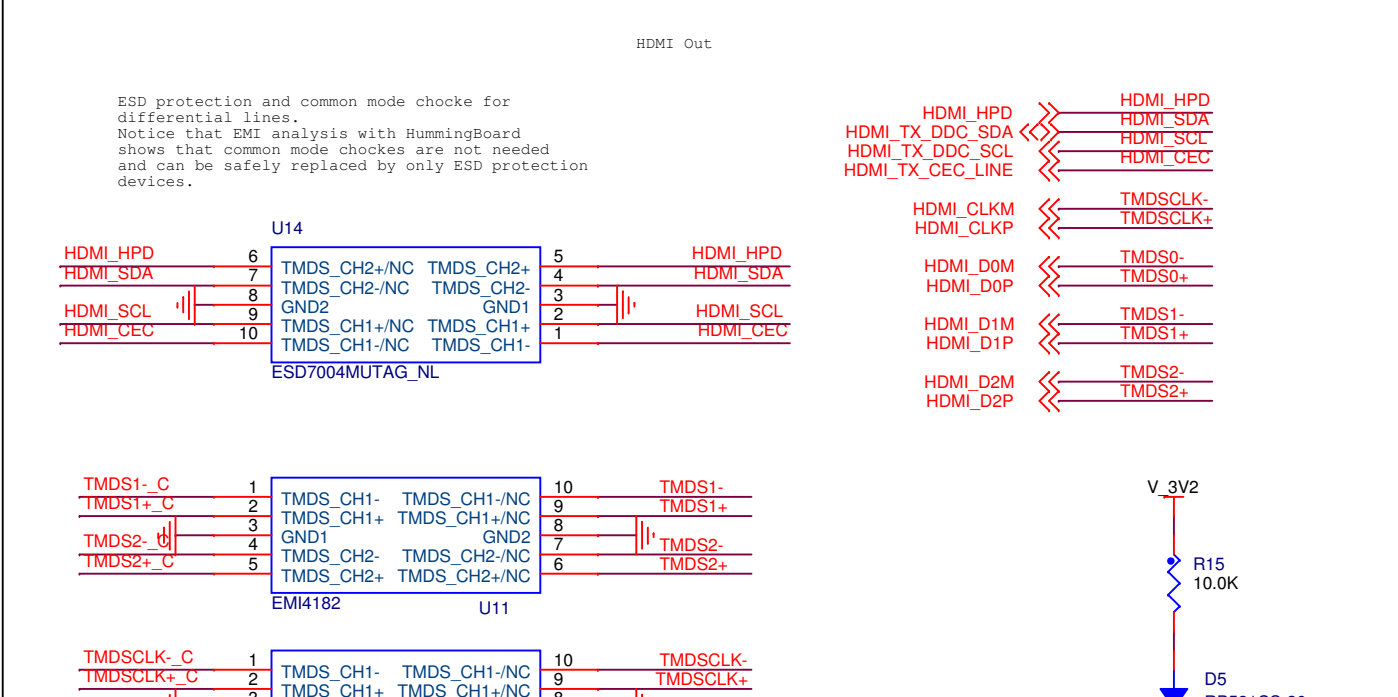 HDMI Out
ESD protection and common mode chocke for
differential lines.
Notice that EMI analysis with HummingBoard
shows that common mode chockes are not needed
and can be safely replaced by only ESD protection
devices.
HDMI_HPD HDMI_HPD
HDMI_TX_DDC_SDA HDMI_SDA
HDMI_TX_DDC_SCL HDMI_SCL
HDMI_TX_CEC_LINE HDMI_CEC
HDMI_CLKM TMDSCLK-
HDMI_CLKP TMDSCLK+
HDMI_D0M TMDS0-
HDMI_D0P TMDS0+
HDMI_D1M TMDS1-
HDMI_D1P TMDS1+
HDMI_D2M TMDS2-
HDMI_D2P TMDS2+
U14
HDMI_HPD 6 TMDS_CH2+/NC TMDS_CH2+ 5 HDMI_HPD
HDMI_SDA 7 TMDS_CH2-/NC TMDS_CH2- 4 HDMI_SDA
8 GND2 GND1 3
HDMI_SCL 9 TMDS_CH1+/NC TMDS_CH1+ 2 HDMI_SCL
HDMI_CEC 10 TMDS_CH1-/NC TMDS_CH1- 1 HDMI_CEC
ESD7004MUTAG_NL
TMDS1-_C 1 TMDS_CH1- TMDS_CH1-/NC 10 TMDS1-
TMDS1+_C 2 TMDS_CH1+ TMDS_CH1+/NC 9 TMDS1+
3 GND1 GND2 8
TMDS2-_C 4 TMDS_CH2- TMDS_CH2-/NC 7 TMDS2-
TMDS2+_C 5 TMDS_CH2+ TMDS_CH2+/NC 6 TMDS2+
EMI4182 U11
V_3V2
R15
10.0K
D5
TMDSCLK-_C 1 TMDS_CH1- TMDS_CH1-/NC 10 TMDSCLK-
TMDSCLK+_C 2 TMDS_CH1+ TMDS_CH1+/NC 9 TMDSCLK+